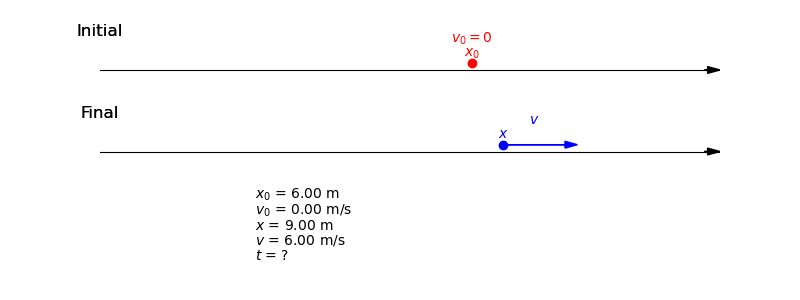 Initial
v₀ = 0
x₀
Final
v
x
x₀ = 6.00 m
v₀ = 0.00 m/s
x = 9.00 m
v = 6.00 m/s
t = ?